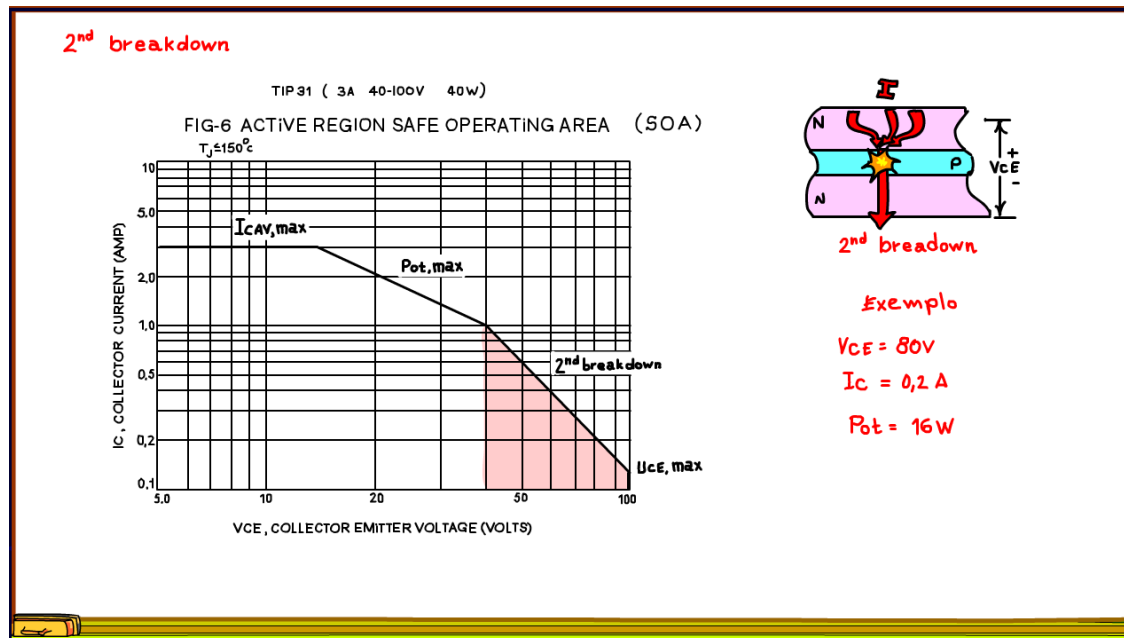 2nd breakdown
TIP31 ( 3A 40-100V 40W)
FIG-6 ACTiVE REGION SAFE OPERATiNG AREA (SOA)
TJ≤150°C
10
5.0
2,0
1,0
0,5
0,2
0,1
IC, COLLECTOR CURRENT (AMP)
ICAV,max
Pot,max
2nd breakdown
UCE,max
5.0 10 20 50 100
VCE, COLLECTOR EMITTER VOLTAGE (VOLTS)
I
N
P
N
+
VCE
-
2nd breadown
Exemplo
VCE = 80V
Ic = 0,2 A
Pot = 16W